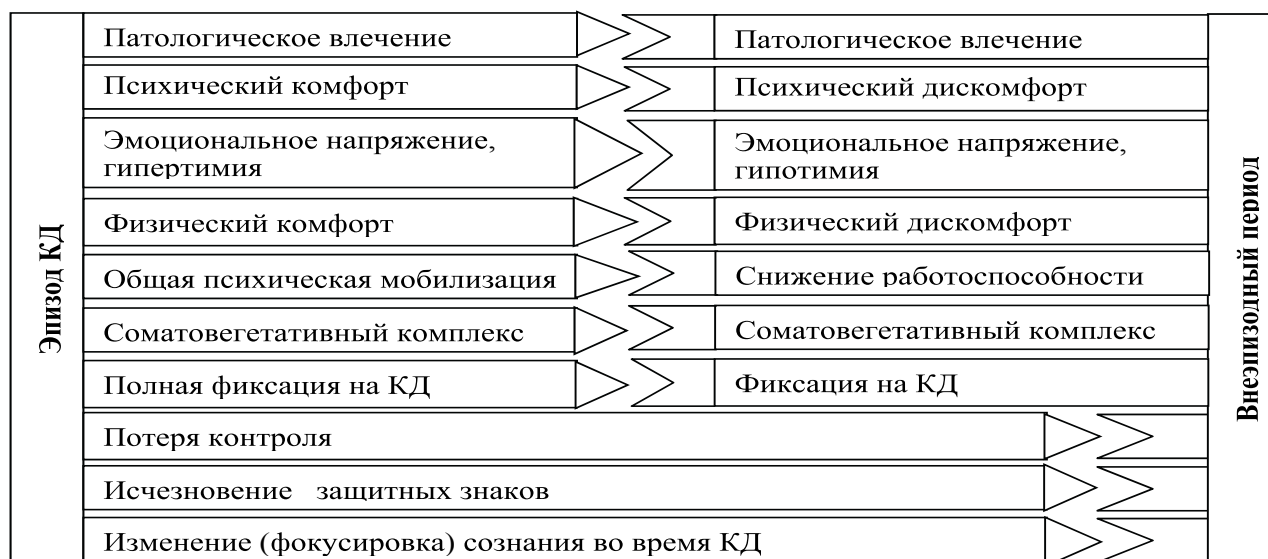 Эпизод КД
Патологическое влечение
Патологическое влечение
Психический комфорт
Психический дискомфорт
Эмоциональное напряжение,
гипертимия
Эмоциональное напряжение,
гипотимия
Физический комфорт
Физический дискомфорт
Общая психическая мобилизация
Снижение работоспособности
Соматовегетативный комплекс
Соматовегетативный комплекс
Полная фиксация на КД
Фиксация на КД
Потеря контроля
Исчезновение защитных знаков
Изменение (фокусировка) сознания во время КД
Внеэпизодный период